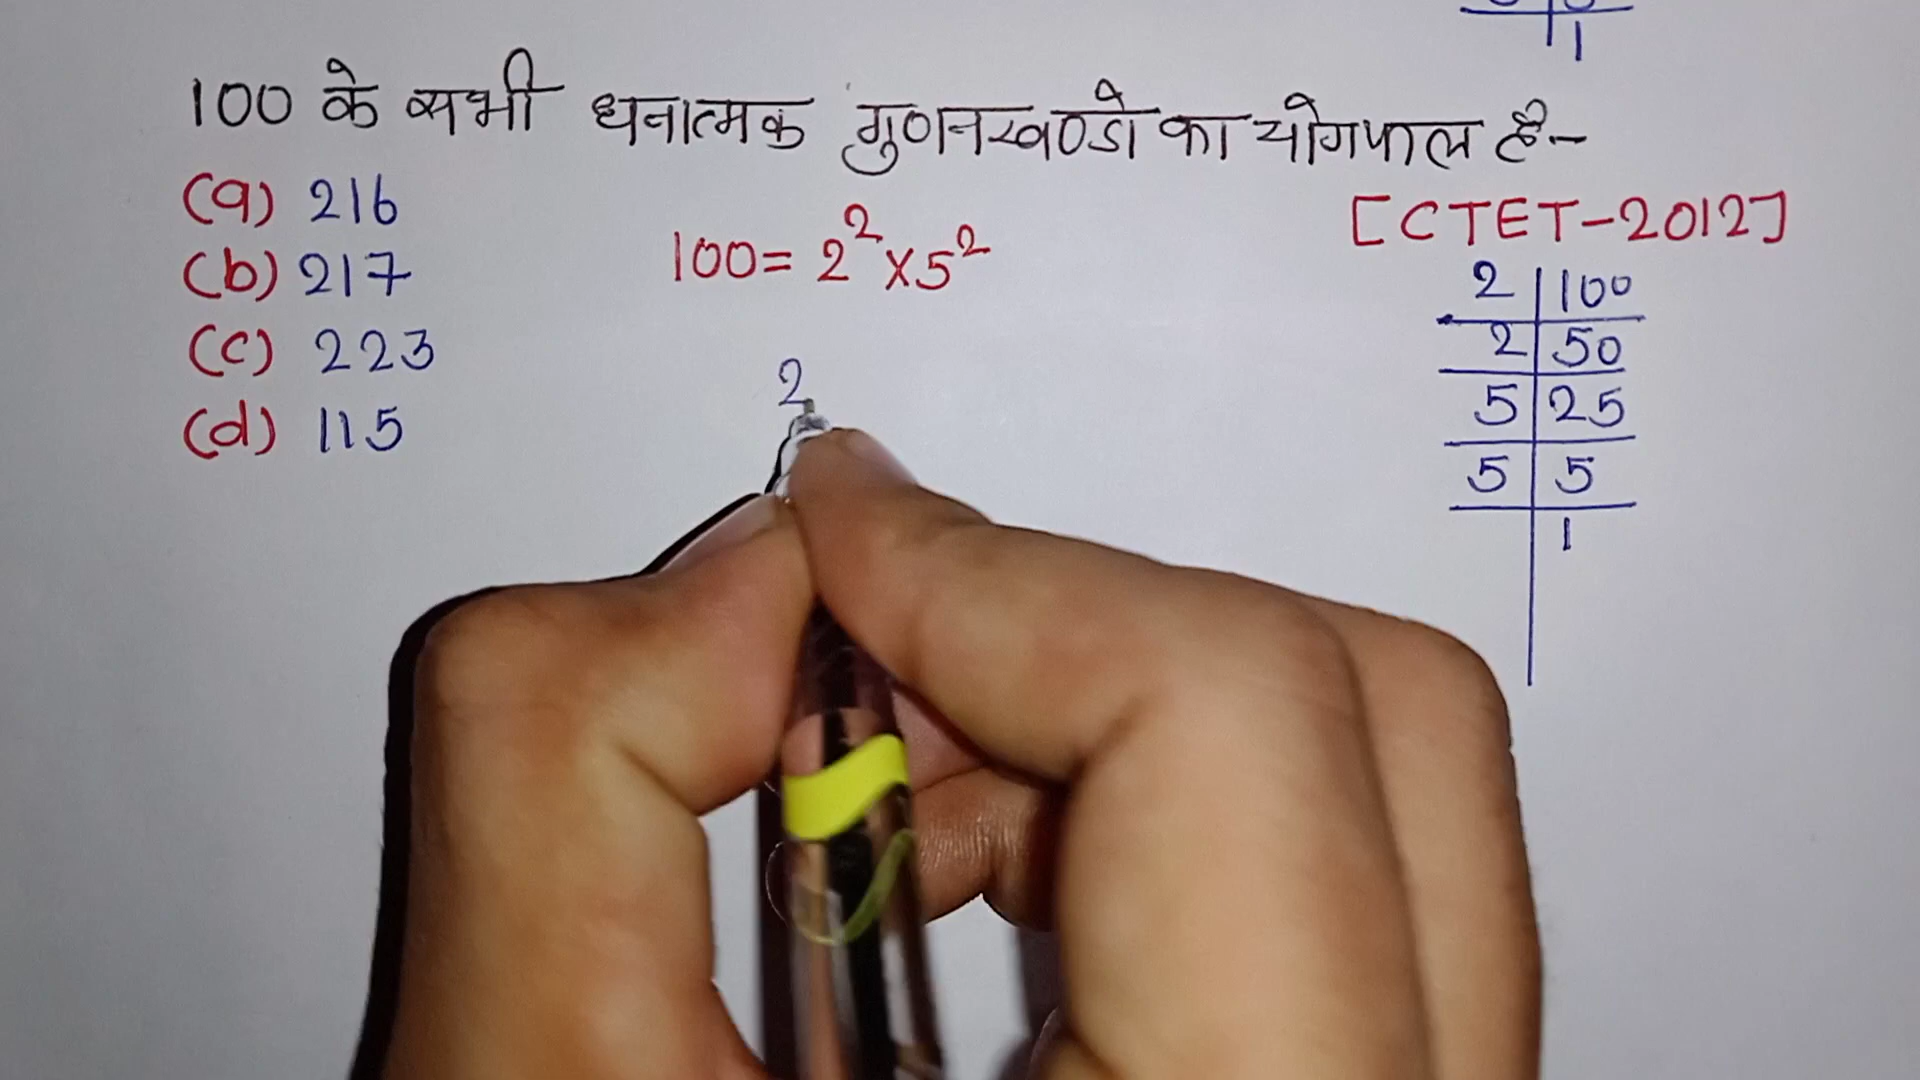 1
100 के सभी धनात्मक गुणनखण्डो का योगफल है-
(a) 216
[CTET-2012]
(b) 217
100 = 2² × 5²
(c) 223
(d) 115
2
2 | 100
2 | 50
5 | 25
5 | 5
1